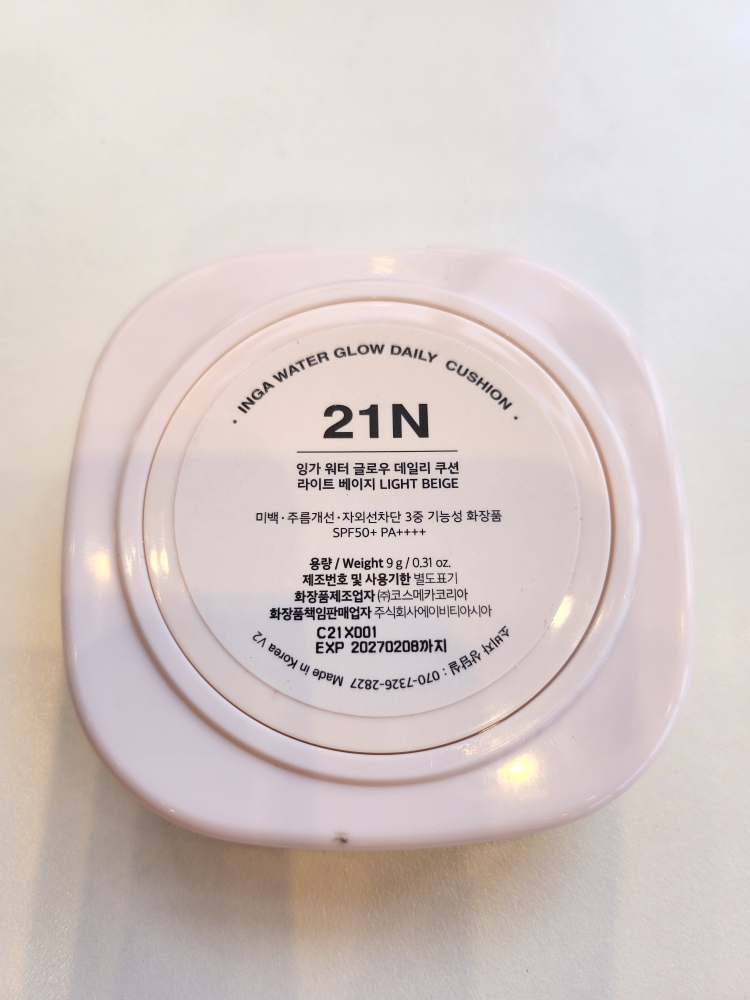 · INGA WATER GLOW DAILY CUSHION ·
21N
잉가 워터 글로우 데일리 쿠션
라이트 베이지 LIGHT BEIGE
미백·주름개선·자외선차단 3중 기능성 화장품
SPF50+ PA++++
용량 / Weight 9 g / 0.31 oz.
제조번호 및 사용기한 별도표기
화장품제조업자 ㈜코스메카코리아
화장품책임판매업자 주식회사에이비티아시아
C21X001
EXP 20270208까지
소비자 상담실 : 070-7326-2827 Made in Korea V2